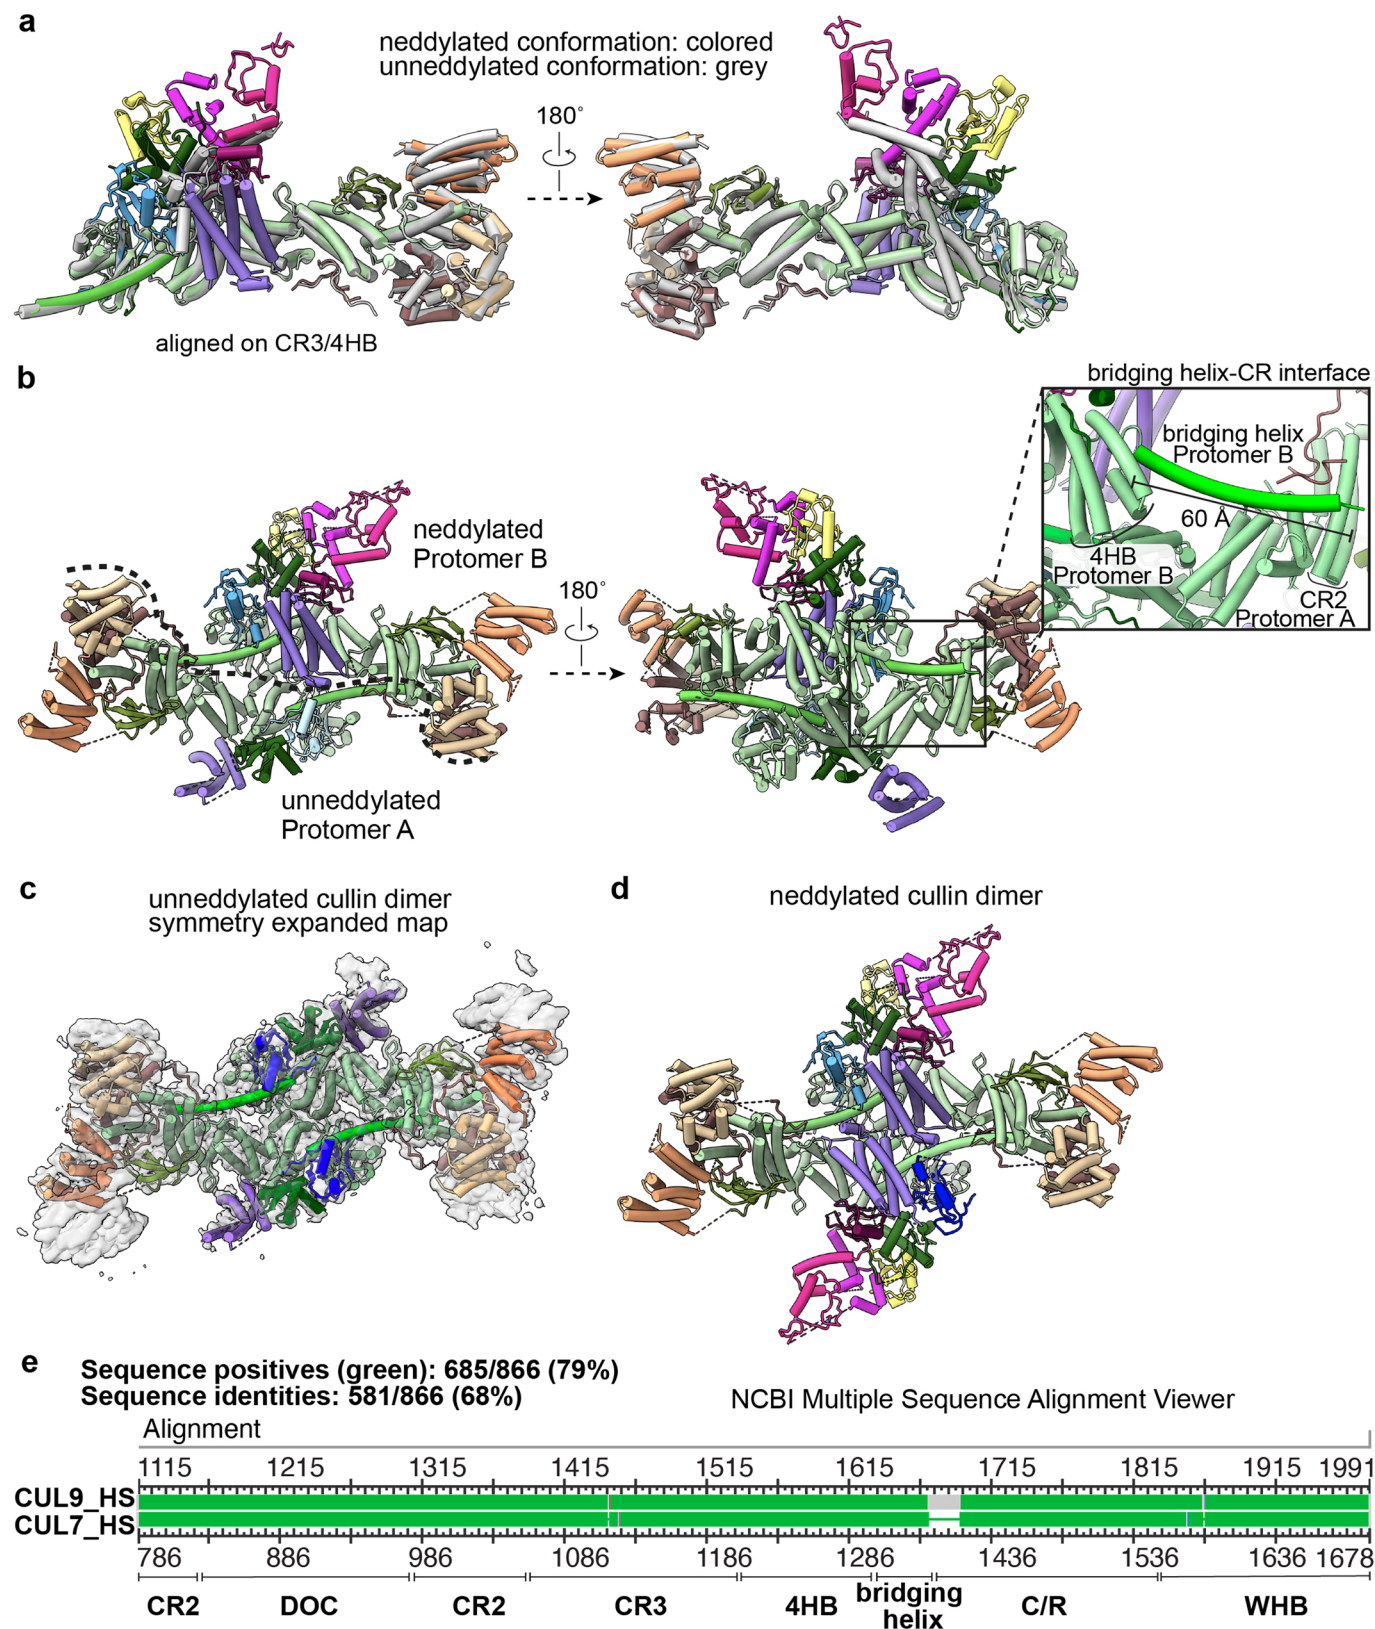 a
neddylated conformation: colored
unneddylated conformation: grey
180°
aligned on CR3/4HB
b
bridging helix-CR interface
bridging helix
Protomer B
60 Å
4HB
Protomer B
CR2
Protomer A
neddylated
Protomer B
180°
unneddylated
Protomer A
c
unneddylated cullin dimer
symmetry expanded map
d
neddylated cullin dimer
e
Sequence positives (green): 685/866 (79%)
Sequence identities: 581/866 (68%)
NCBI Multiple Sequence Alignment Viewer
Alignment
1115 1215 1315 1415 1515 1615 1715 1815 1915 1991
CUL9_HS
CUL7_HS
786 886 986 1086 1186 1286 1436 1536 1636 1678
CR2 DOC CR2 CR3 4HB bridging helix C/R WHB